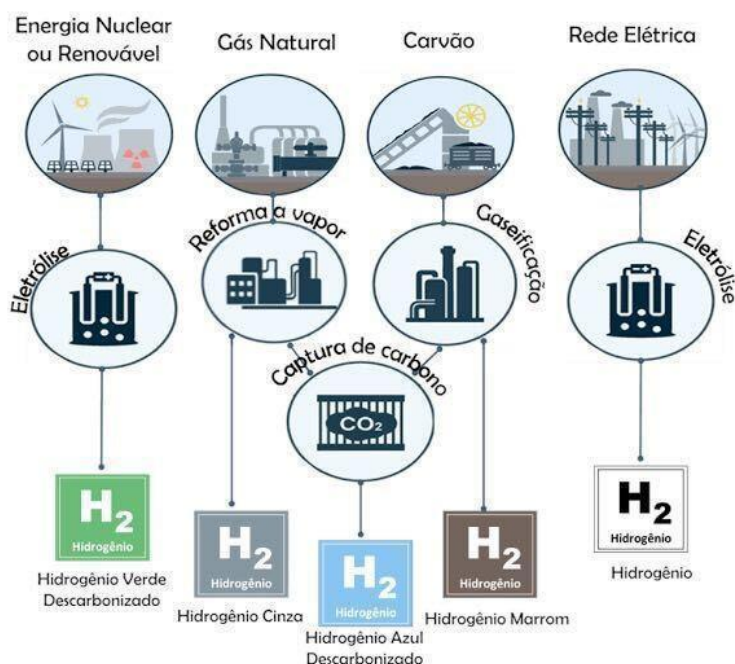 Energia Nuclear
ou Renovável
Gás Natural
Carvão
Rede Elétrica
Eletrólise
Reforma a vapor
Gaseificação
Eletrólise
Captura de carbono
CO₂
H₂
Hidrogênio
Hidrogênio Verde
Descarbonizado
H₂
Hidrogênio
Hidrogênio Cinza
H₂
Hidrogênio
Hidrogênio Azul
Descarbonizado
H₂
Hidrogênio
Hidrogênio Marrom
H₂
Hidrogênio
Hidrogênio